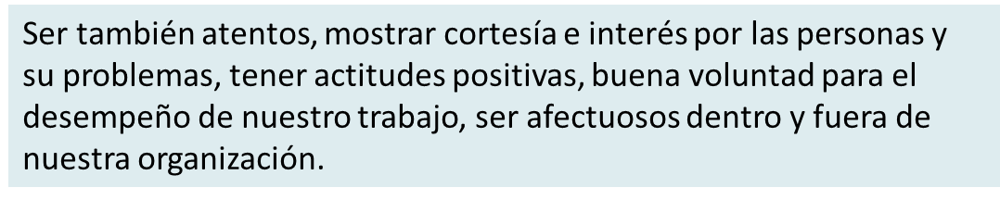 Ser también atentos, mostrar cortesía e interés por las personas y
su problemas, tener actitudes positivas, buena voluntad para el
desempeño de nuestro trabajo, ser afectuosos dentro y fuera de
nuestra organización.